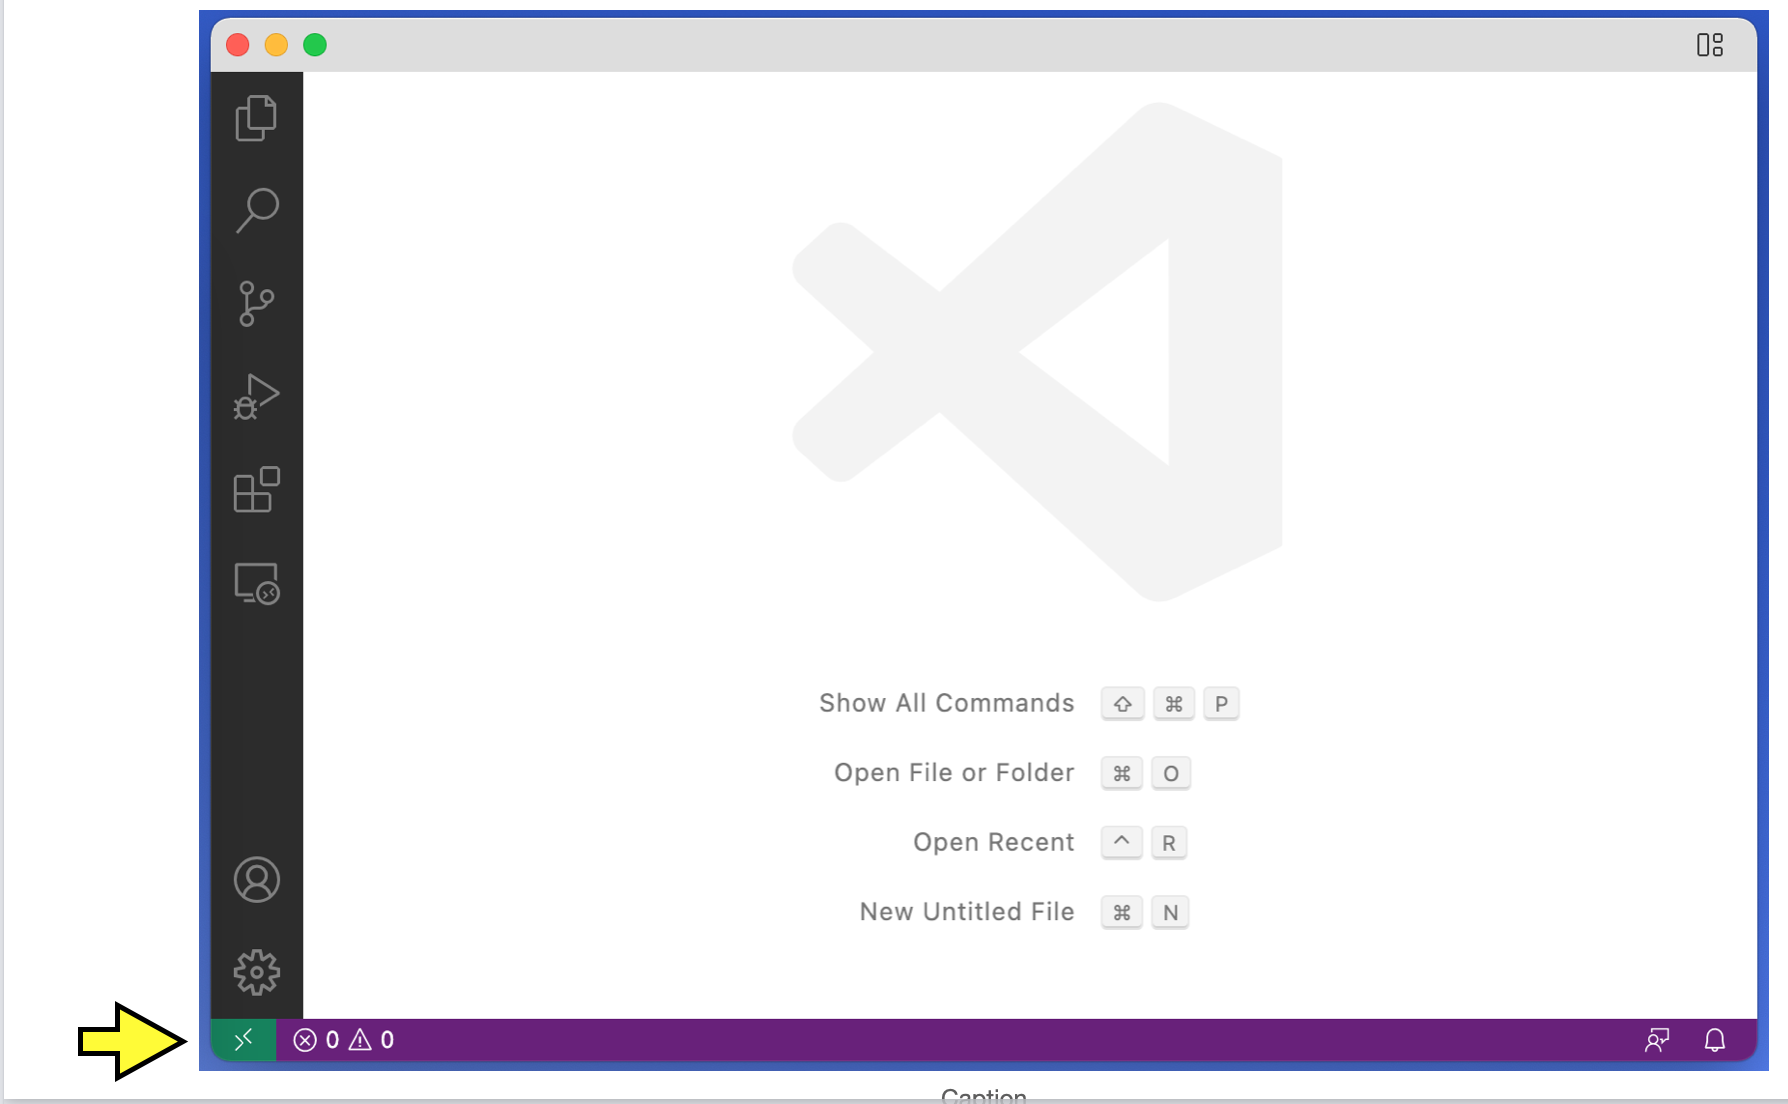 Show All Commands ⇧ ⌘ P
Open File or Folder ⌘ O
Open Recent ^ R
New Untitled File ⌘ N
0 0
Caption